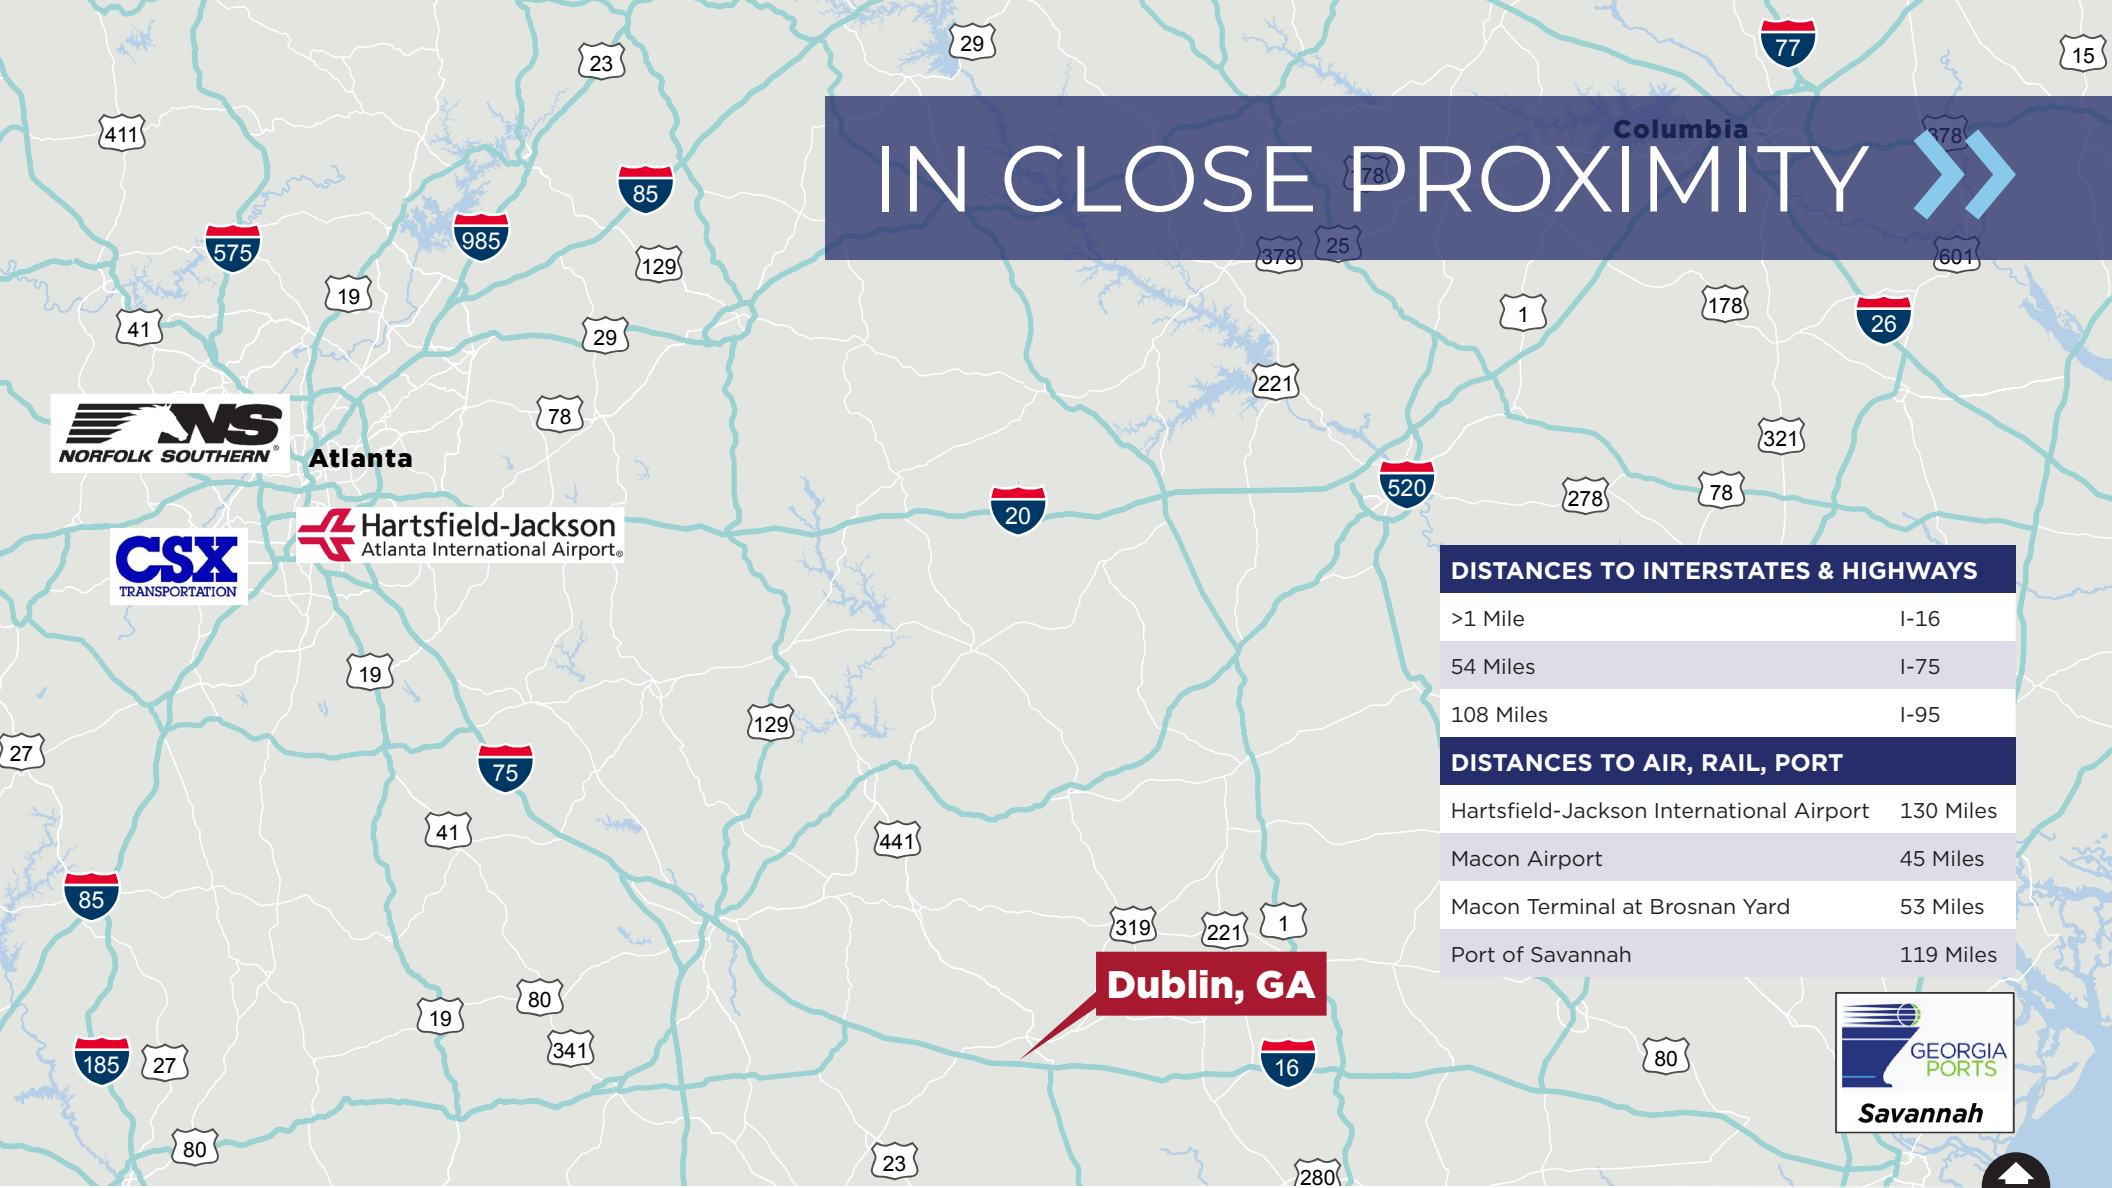 29
77
15
23
411
Columbia
378
IN CLOSE PROXIMITY
178
85
985
575
129
378
25
601
19
1
178
26
41
29
221
78
NS
NORFOLK SOUTHERN®
Atlanta
321
520
278
78
20
Hartsfield-Jackson
Atlanta International Airport®
CSX
TRANSPORTATION
DISTANCES TO INTERSTATES & HIGHWAYS
>1 Mile I-16
54 Miles I-75
108 Miles I-95
DISTANCES TO AIR, RAIL, PORT
Hartsfield-Jackson International Airport 130 Miles
Macon Airport 45 Miles
Macon Terminal at Brosnan Yard 53 Miles
Port of Savannah 119 Miles
19
129
27
75
41
441
85
319
221
1
Dublin, GA
80
19
341
185
27
16
80
GEORGIA
PORTS
Savannah
80
23
280